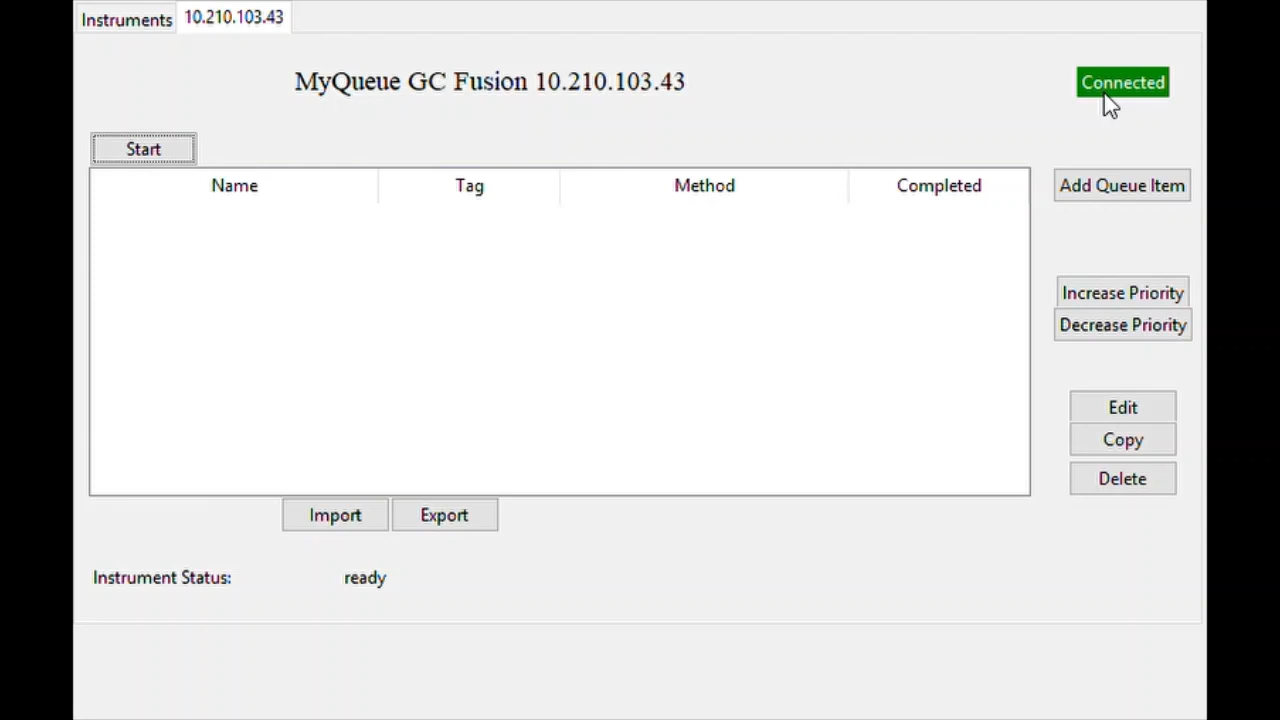 Instruments
10.210.103.43
MyQueue GC Fusion 10.210.103.43
Connected
Start
Name
Tag
Method
Completed
Add Queue Item
Increase Priority
Decrease Priority
Edit
Copy
Delete
Import
Export
Instrument Status:
ready